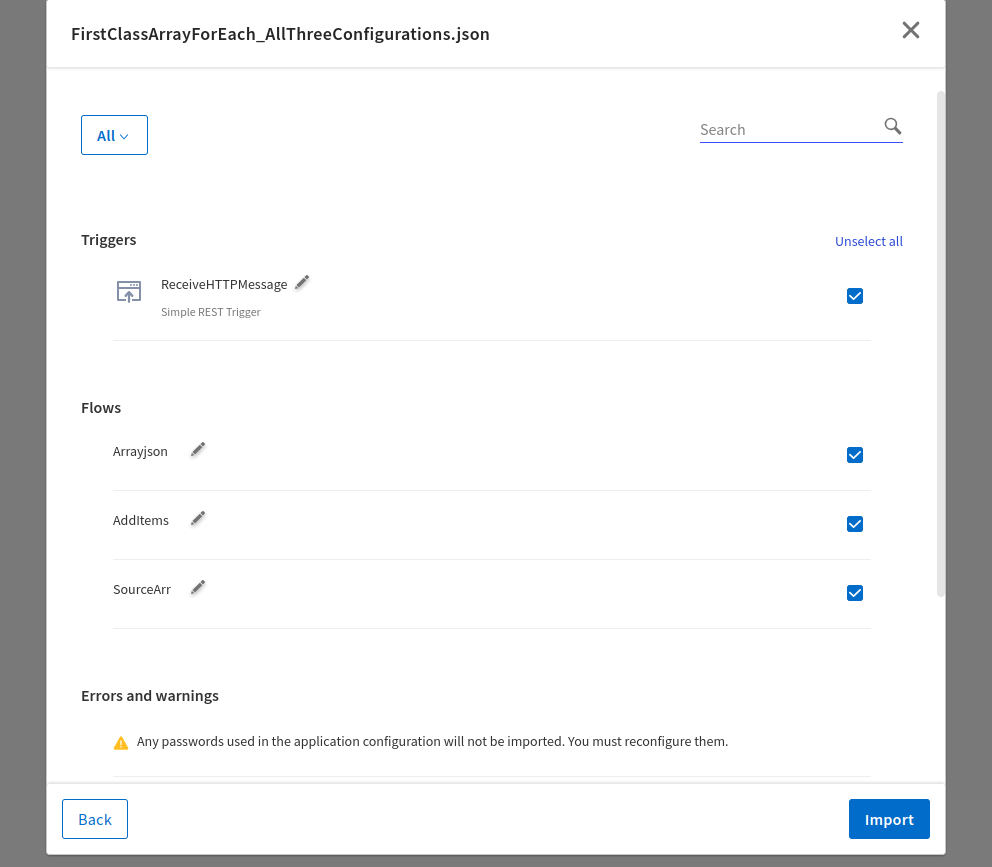 FirstClassArrayForEach_AllThreeConfigurations.json
All
Search
Triggers
Unselect all
ReceiveHTTPMessage
Simple REST Trigger
Flows
Arrayjson
AddItems
SourceArr
Errors and warnings
Any passwords used in the application configuration will not be imported. You must reconfigure them.
Back
Import